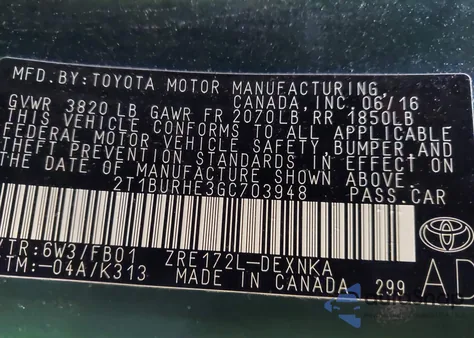 MFD. BY: TOYOTA MOTOR MANUFACTURING,
CANADA, INC. 06/16
GVWR 3820 LB GAWR FR 2070LB RR 1850LB
THIS VEHICLE CONFORMS TO ALL APPLICABLE
FEDERAL MOTOR VEHICLE SAFETY, BUMPER AND
THEFT PREVENTION STANDARDS IN EFFECT ON
THE DATE OF MANUFACTURE SHOWN ABOVE.
2T1BURHE3GC703948 PASS.CAR
TR:6W3/FB01 ZRE172L-DEXNKA
TM:-04A/K313 MADE IN CANADA 299
TOYOTA
AD